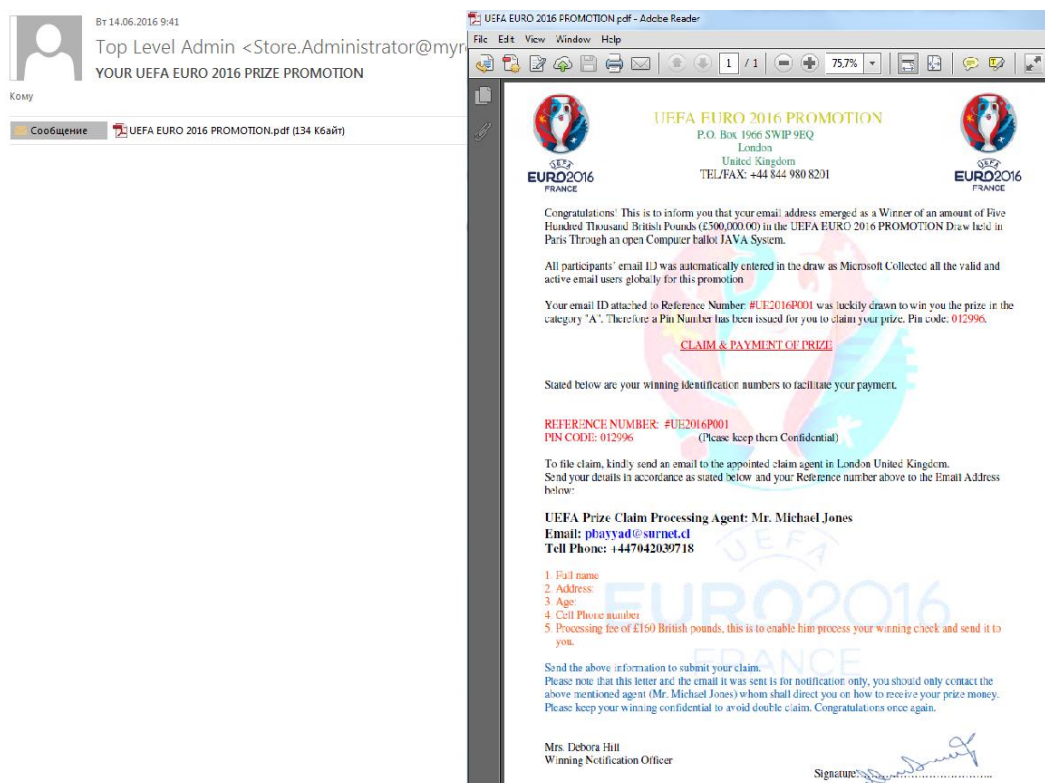 Вт 14.06.2016 9:41
Top Level Admin <Store.Administrator@myr
YOUR UEFA EURO 2016 PRIZE PROMOTION
Кому
Сообщение
UEFA EURO 2016 PROMOTION.pdf (134 Кбайт)
UEFA EURO 2016 PROMOTION.pdf - Adobe Reader
File Edit View Window Help
1 / 1
75,7%
UEFA
EURO2016
FRANCE
UEFA EURO 2016 PROMOTION
P.O. Box 1966 SWIP 9EQ
London
United Kingdom
TEL/FAX: +44 844 980 8201
UEFA
EURO2016
FRANCE
Congratulations! This is to inform you that your email address emerged as a Winner of an amount of Five
Hundred Thousand British Pounds (£500,000.00) in the UEFA EURO 2016 PROMOTION Draw held in
Paris Through an open Computer ballot JAVA System.
All participants' email ID was automatically entered in the draw as Microsoft Collected all the valid and
active email users globally for this promotion
Your email ID attached to Reference Number: #UE2016P001 was luckily drawn to win you the prize in the
category "A". Therefore a Pin Number has been issued for you to claim your prize. Pin code: 012996.
CLAIM & PAYMENT OF PRIZE
Stated below are your winning identification numbers to facilitate your payment.
REFERENCE NUMBER: #UE2016P001
PIN CODE: 012996 (Please keep them Confidential)
To file claim, kindly send an email to the appointed claim agent in London United Kingdom.
Send your details in accordance as stated below and your Reference number above to the Email Address
below:
UEFA Prize Claim Processing Agent: Mr. Michael Jones
Email: pbayyad@surnet.cl
Tell Phone: +447042039718
1. Full name
2. Address:
3. Age:
4. Cell Phone number
5. Processing fee of £160 British pounds, this is to enable him process your winning check and send it to
you.
UEFA
EURO2016
FRANCE
Send the above information to submit your claim.
Please note that this letter and the email it was sent is for notification only, you should only contact the
above mentioned agent (Mr. Michael Jones) whom shall direct you on how to receive your prize money.
Please keep your winning confidential to avoid double claim. Congratulations once again.
Mrs. Debora Hill
Winning Notification Officer
Signature: